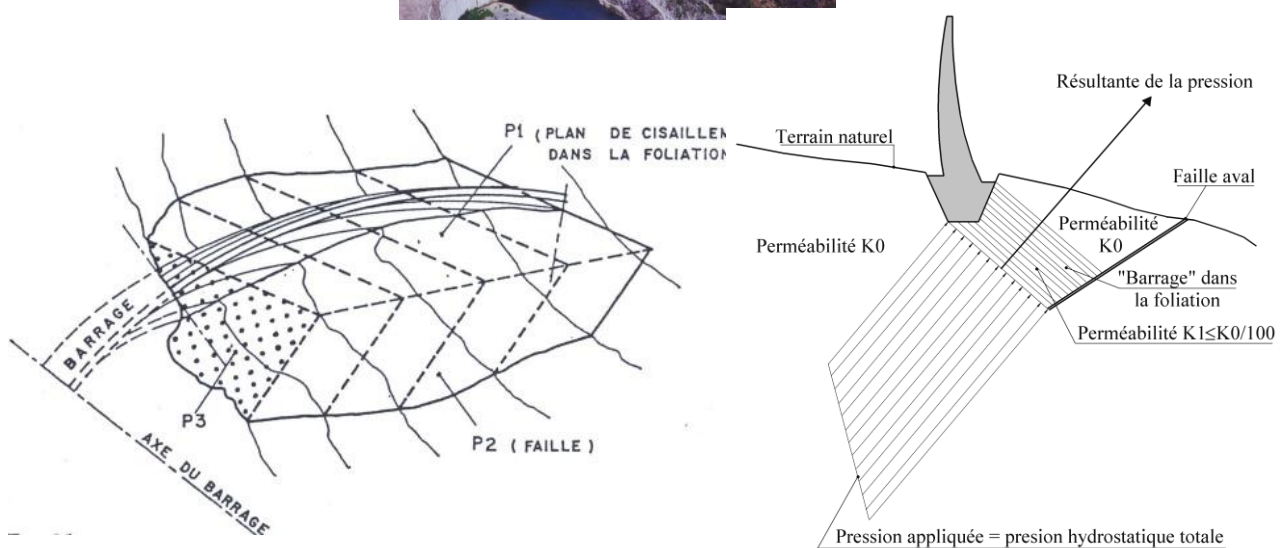 P1 (PLAN DE CISAILLEM
DANS LA FOLIATION
BARRAGE
P3
P2 ( FAILLE )
AXE DU BARRAGE
Résultante de la pression
Terrain naturel
Faille aval
Perméabilité K0
Perméabilité
K0
"Barrage" dans
la foliation
Perméabilité K1≤K0/100
Pression appliquée = presion hydrostatique totale